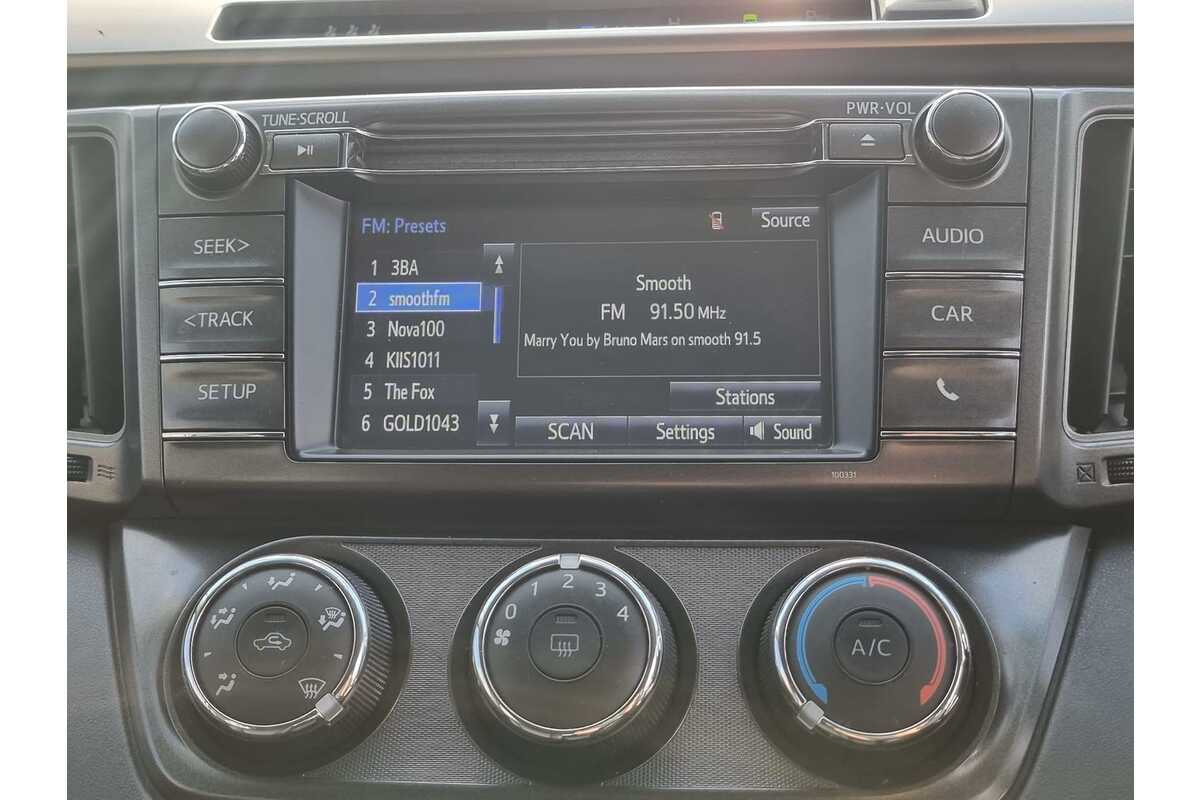 TUNE·SCROLL
PWR·VOL
SEEK>
<TRACK
SETUP
AUDIO
CAR
FM: Presets
Source
1 3BA
2 smoothfm
3 Nova100
4 KIIS1011
5 The Fox
6 GOLD1043
Smooth
FM 91.50 MHz
Marry You by Bruno Mars on smooth 91.5
Stations
SCAN
Settings
Sound
100331
0 1 2 3 4
A/C